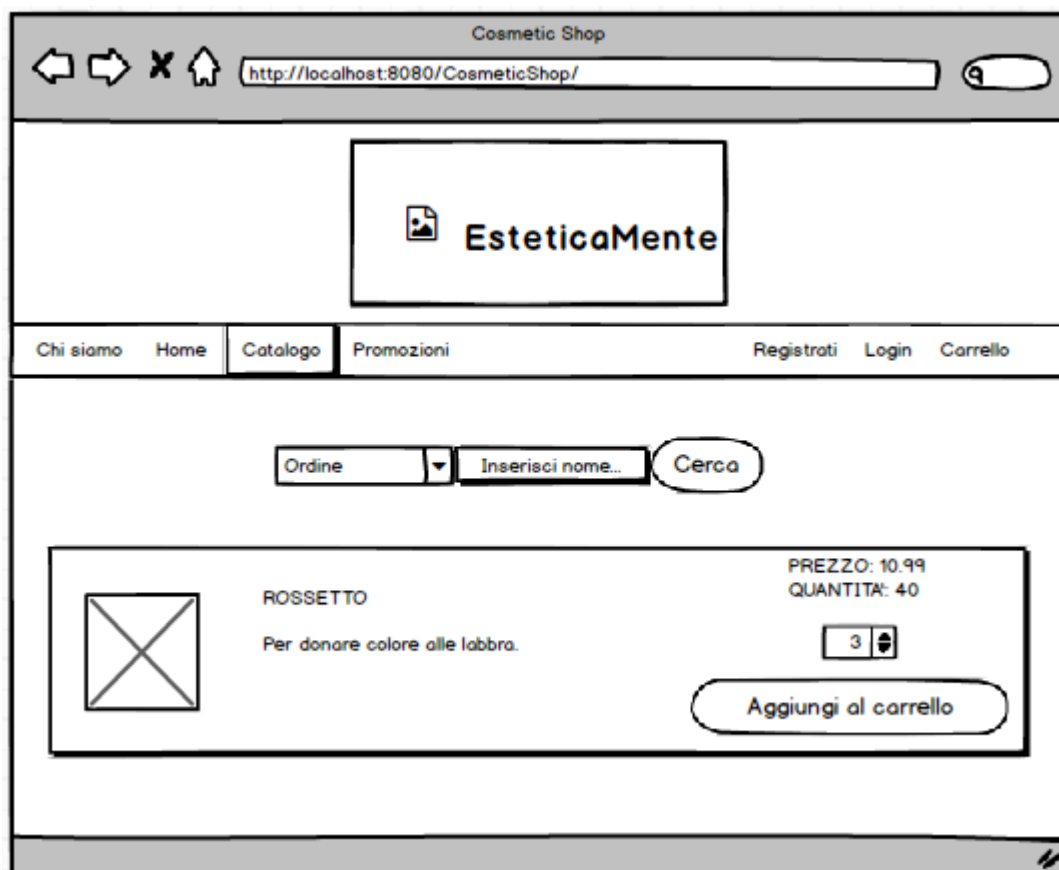 Cosmetic Shop
http://localhost:8080/CosmeticShop/
EsteticaMente
Chi siamo Home Catalogo Promozioni Registrati Login Carrello
Ordine Inserisci nome... Cerca
PREZZO: 10.99
QUANTITA': 40
ROSSETTO
Per donare colore alle labbra.
3
Aggiungi al carrello